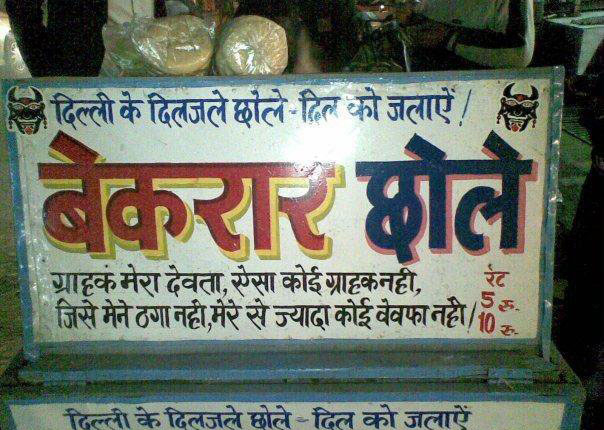 दिल्ली के दिलजले छोले - दिल को जलाऐं !
बेकरार छोले
ग्राहक मेरा देवता, ऐसा कोई ग्राहक नही,
जिसे मेने ठगा नही, मेरे से ज्यादा कोई वेवफा नही !
रेट
5 रु.
10 रु.
दिल्ली के दिलजले छोले - दिल को जलाऐं